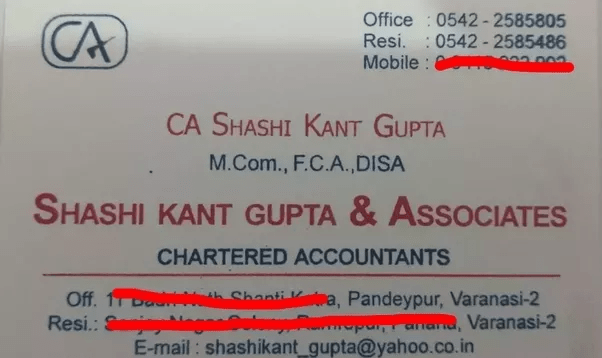 CA
Office : 0542 - 2585805
Resi. : 0542 - 2585486
Mobile :
CA SHASHI KANT GUPTA
M.Com., F.C.A.,DISA
SHASHI KANT GUPTA & ASSOCIATES
CHARTERED ACCOUNTANTS
Off. Pandeypur, Varanasi-2
Resi.: Varanasi-2
E-mail : shashikant_gupta@yahoo.co.in